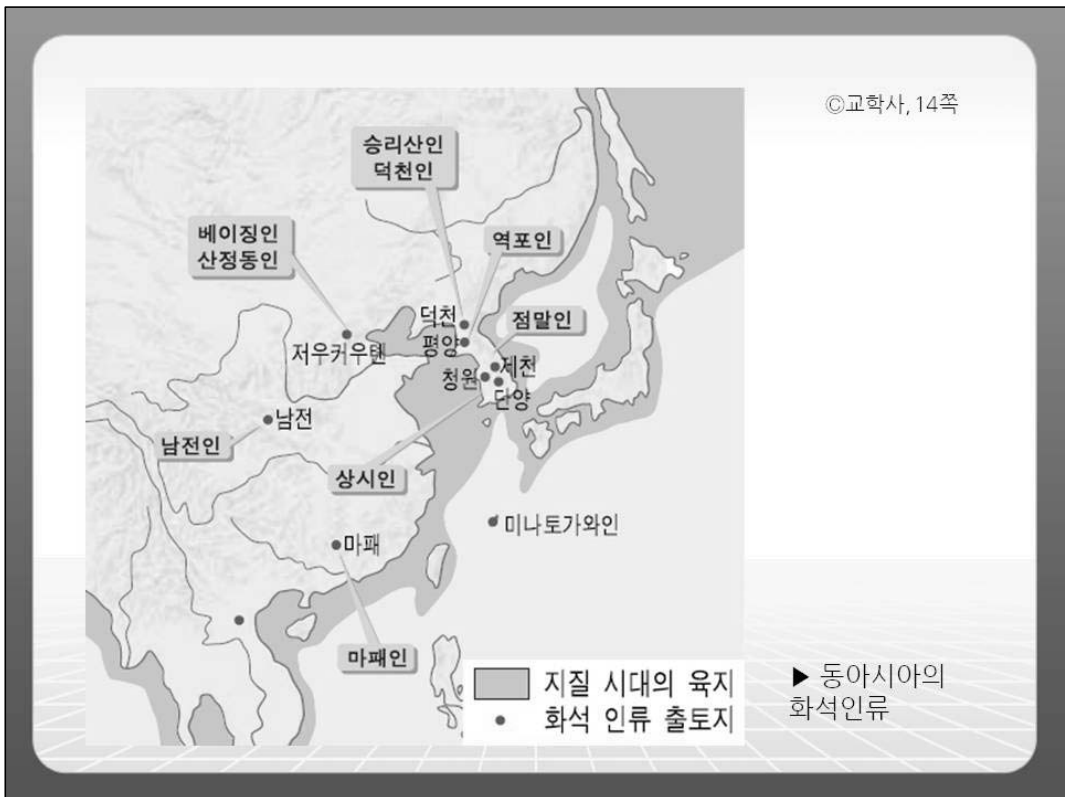 ©교학사, 14쪽
승리산인
덕천인
베이징인
산정동인
역포인
덕천
점말인
평양
저우커우텐
제천
청원
단양
남전
남전인
상시인
미나토가와인
마패
마패인
지질 시대의 육지
화석 인류 출토지
▶ 동아시아의
화석인류